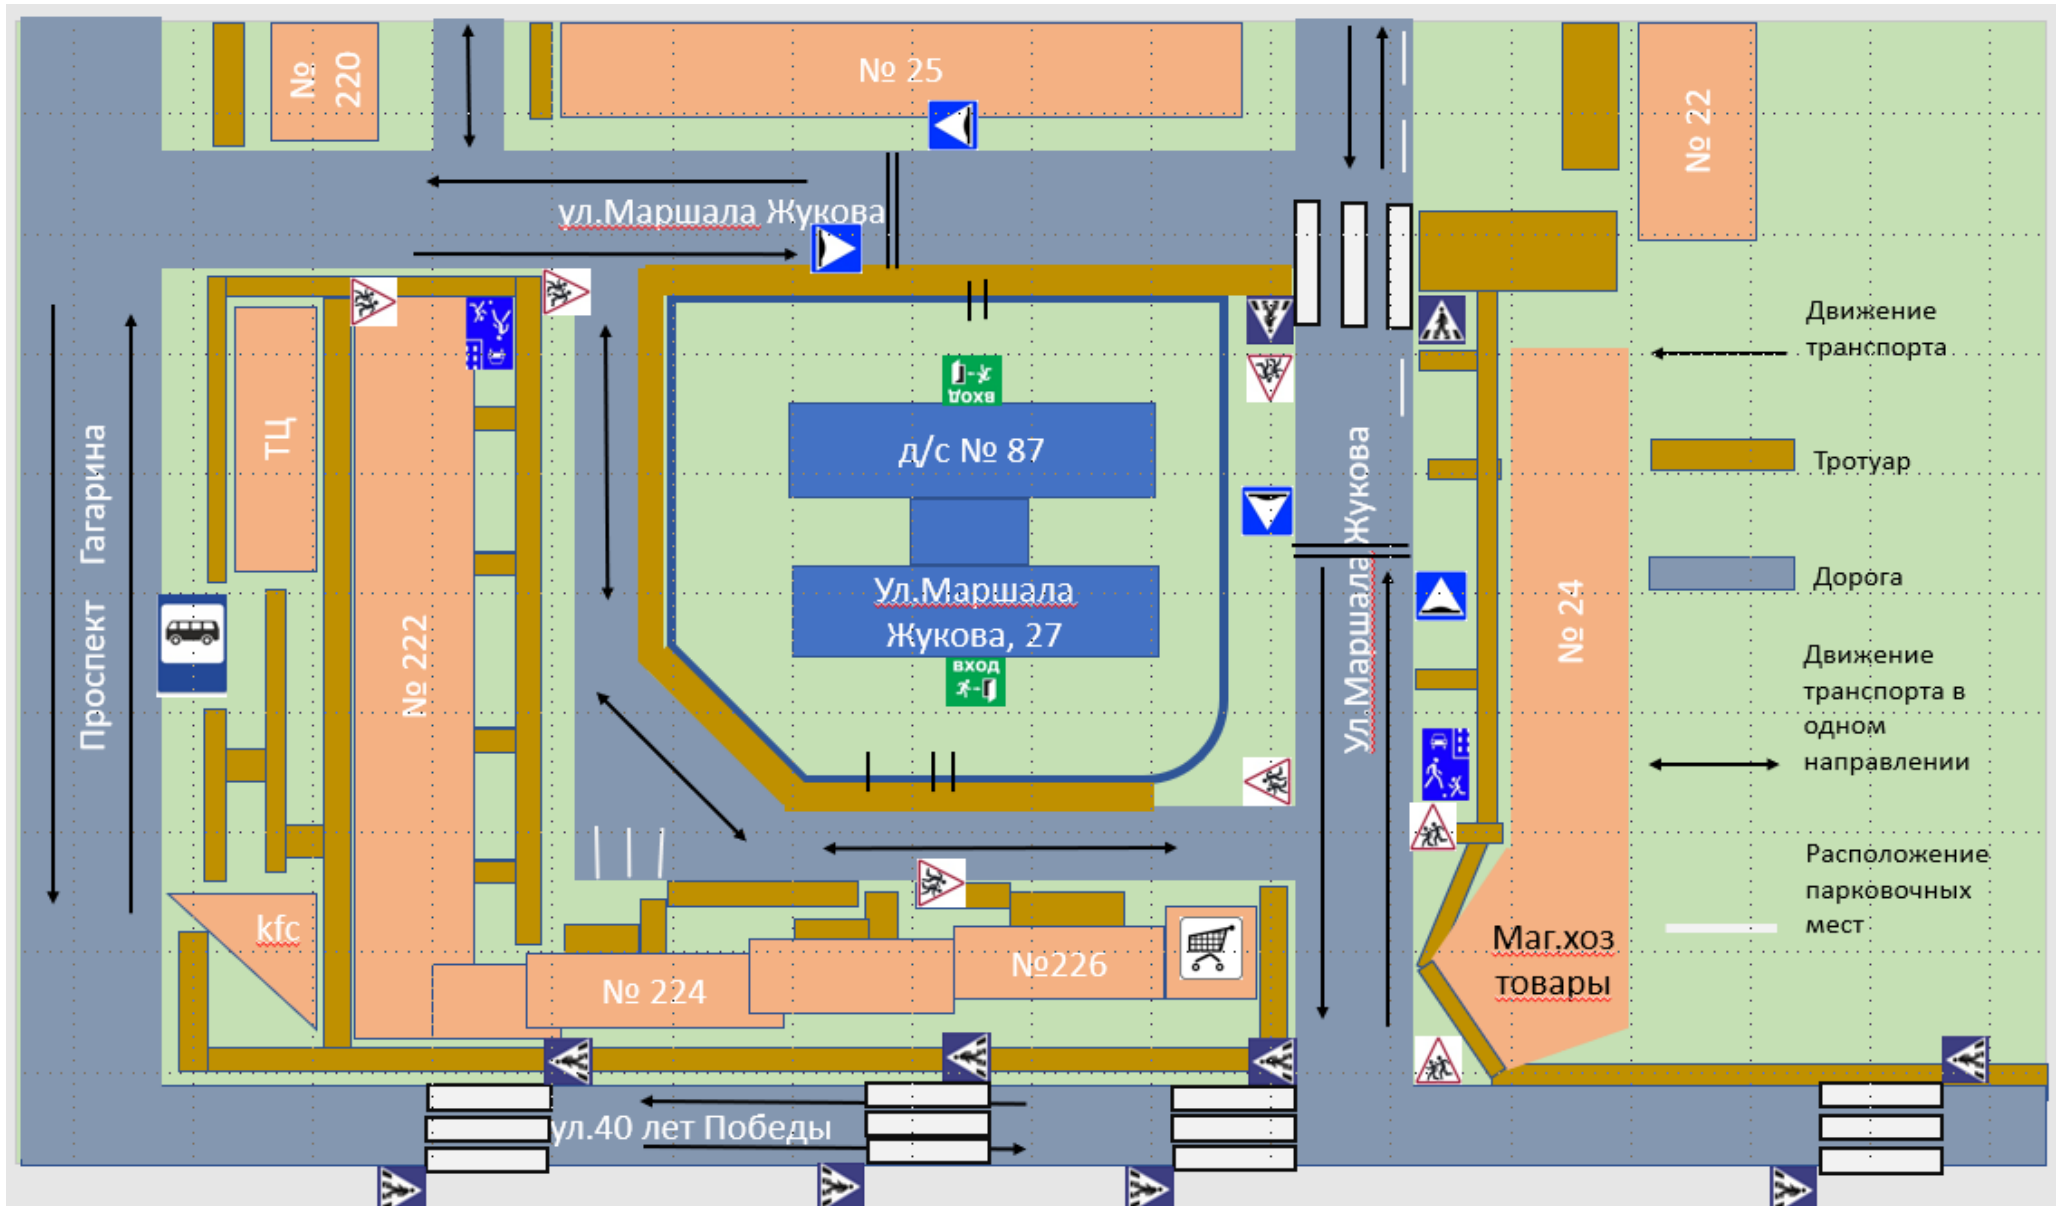 №
220
№ 25
№ 22
ул.Маршала Жукова
Движение
транспорта
ТЦ
вход
д/с № 87
Тротуар
Проспект Гагарина
Ул.Маршала Жукова
Дорога
Ул.Маршала
Жукова, 27
№ 24
№ 222
вход
Движение
транспорта в
одном
направлении
Расположение
парковочных
мест
kfc
№ 224
№226
Маг.хоз
товары
ул.40 лет Победы